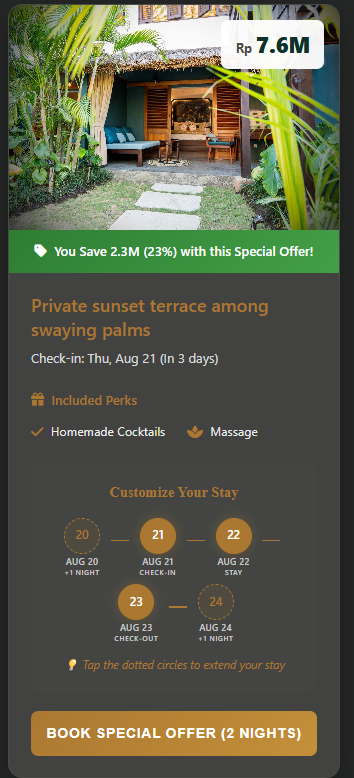 Rp 7.6M
You Save 2.3M (23%) with this Special Offer!
Private sunset terrace among
swaying palms
Check-in: Thu, Aug 21 (In 3 days)
Included Perks
Homemade Cocktails Massage
Customize Your Stay
20 21 22
AUG 20 AUG 21 AUG 22
+1 NIGHT CHECK-IN STAY
23 24
AUG 23 AUG 24
CHECK-OUT +1 NIGHT
💡 Tap the dotted circles to extend your stay
BOOK SPECIAL OFFER (2 NIGHTS)